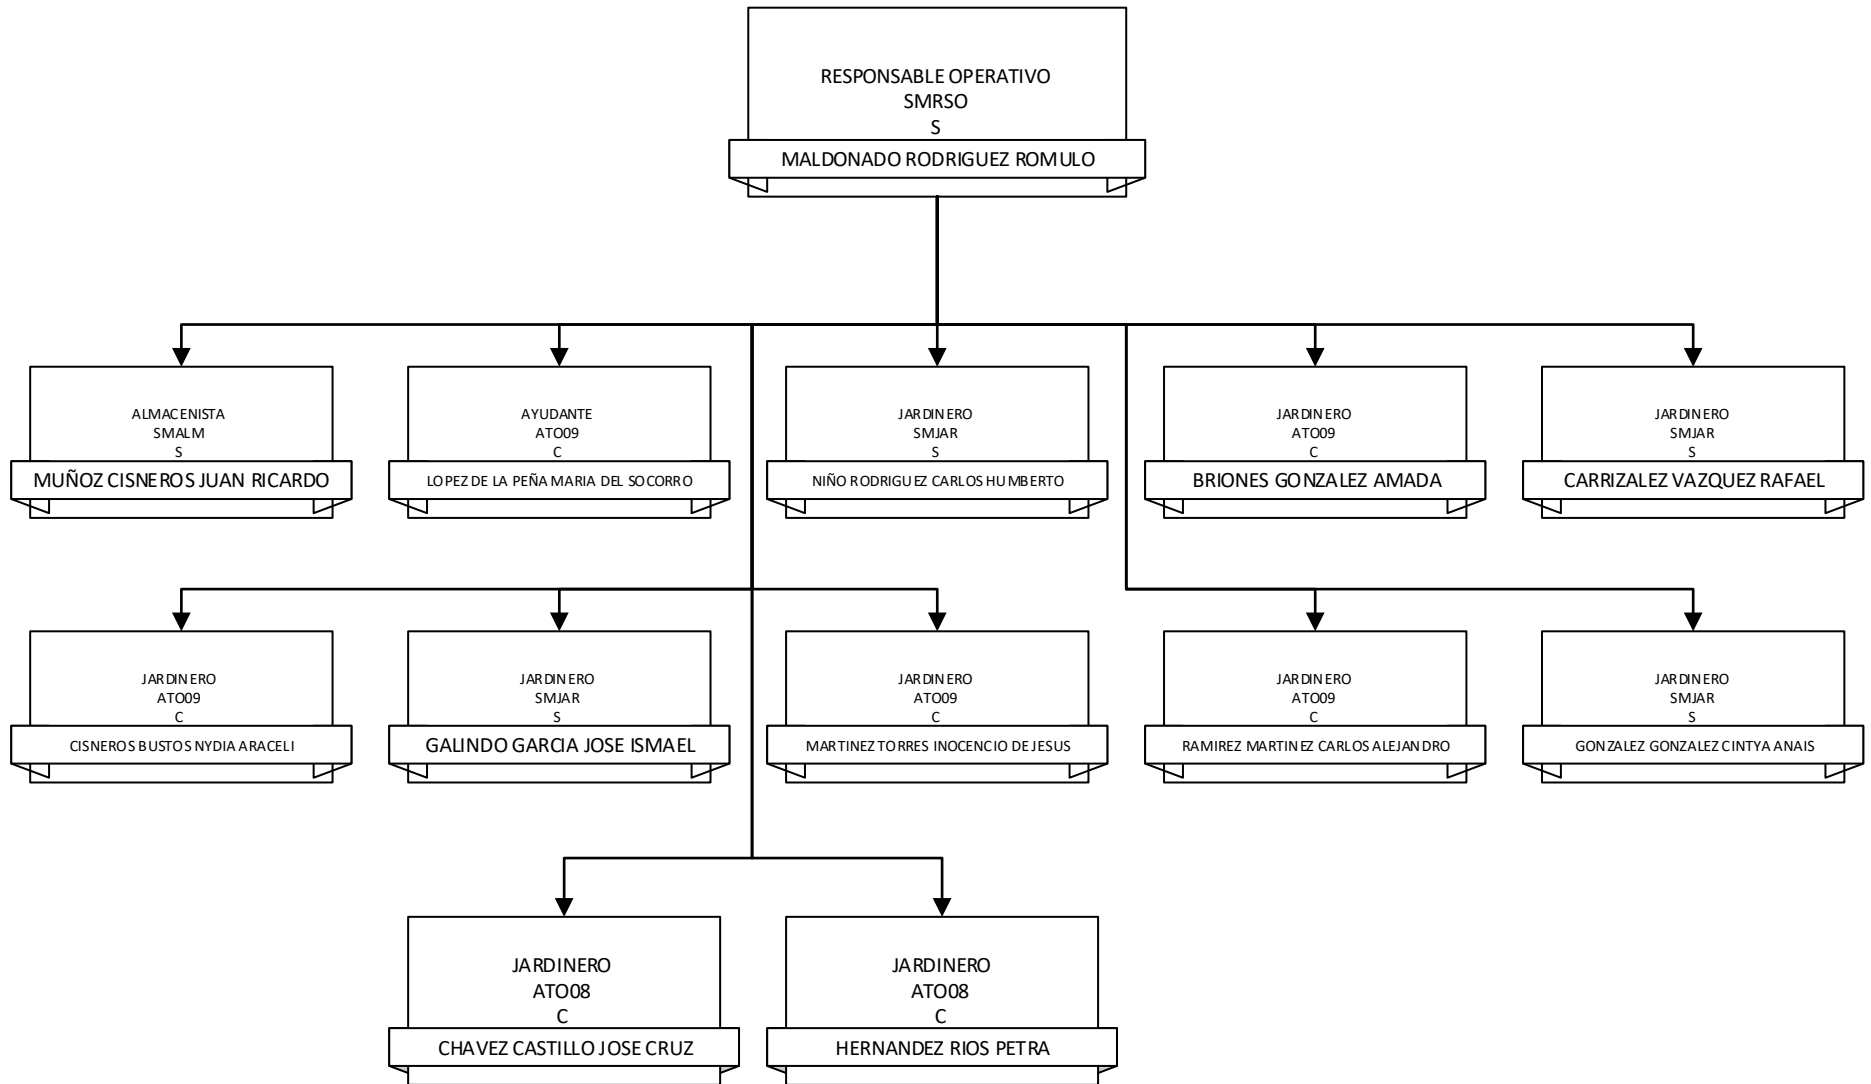 RESPONSABLE OPERATIVO
SMRSO
S
MALDONADO RODRIGUEZ ROMULO
ALMACENISTA
SMALM
S
MUÑOZ CISNEROS JUAN RICARDO
AYUDANTE
ATO09
C
LOPEZ DE LA PEÑA MARIA DEL SOCORRO
JARDINERO
SMJAR
S
NIÑO RODRIGUEZ CARLOS HUMBERTO
JARDINERO
ATO09
C
BRIONES GONZALEZ AMADA
JARDINERO
SMJAR
S
CARRIZALEZ VAZQUEZ RAFAEL
JARDINERO
ATO09
C
CISNEROS BUSTOS NYDIA ARACELI
JARDINERO
SMJAR
S
GALINDO GARCIA JOSE ISMAEL
JARDINERO
ATO09
C
MARTINEZ TORRES INOCENCIO DE JESUS
JARDINERO
ATO09
C
RAMIREZ MARTINEZ CARLOS ALEJANDRO
JARDINERO
SMJAR
S
GONZALEZ GONZALEZ CINTYA ANAIS
JARDINERO
ATO08
C
CHAVEZ CASTILLO JOSE CRUZ
JARDINERO
ATO08
C
HERNANDEZ RIOS PETRA